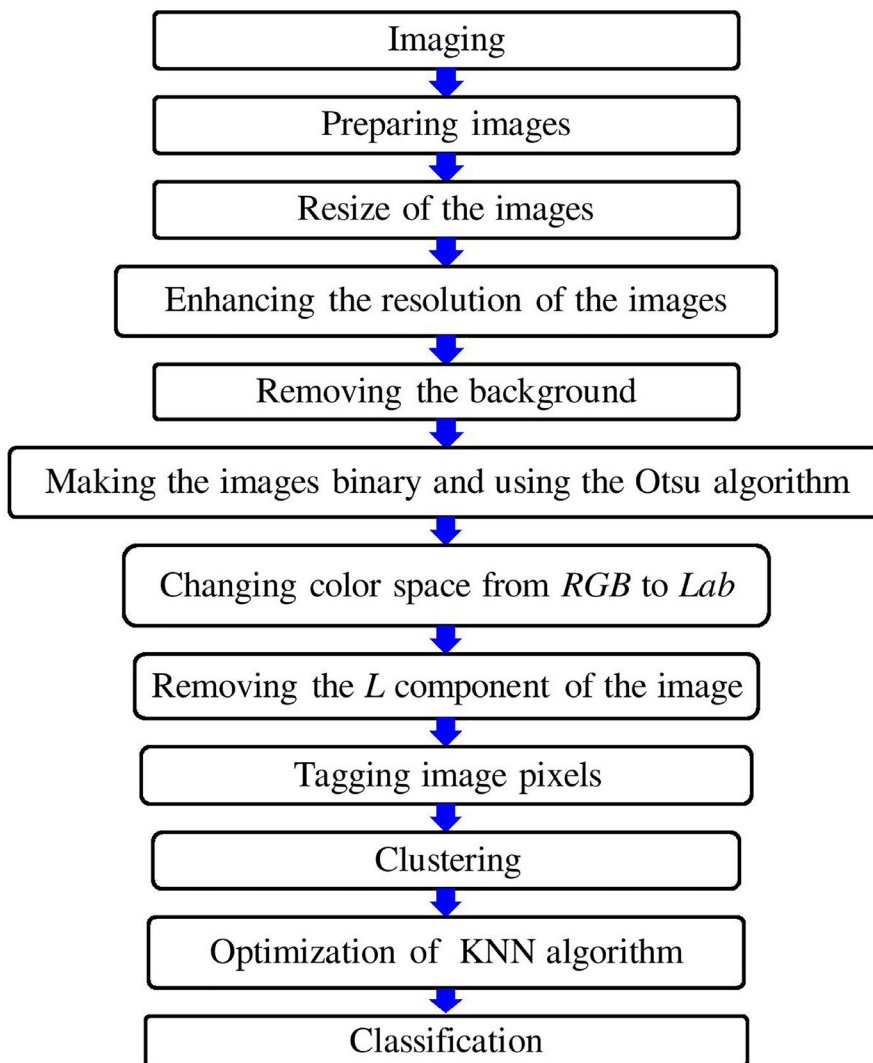 Imaging
Preparing images
Resize of the images
Enhancing the resolution of the images
Removing the background
Making the images binary and using the Otsu algorithm
Changing color space from RGB to Lab
Removing the L component of the image
Tagging image pixels
Clustering
Optimization of KNN algorithm
Classification